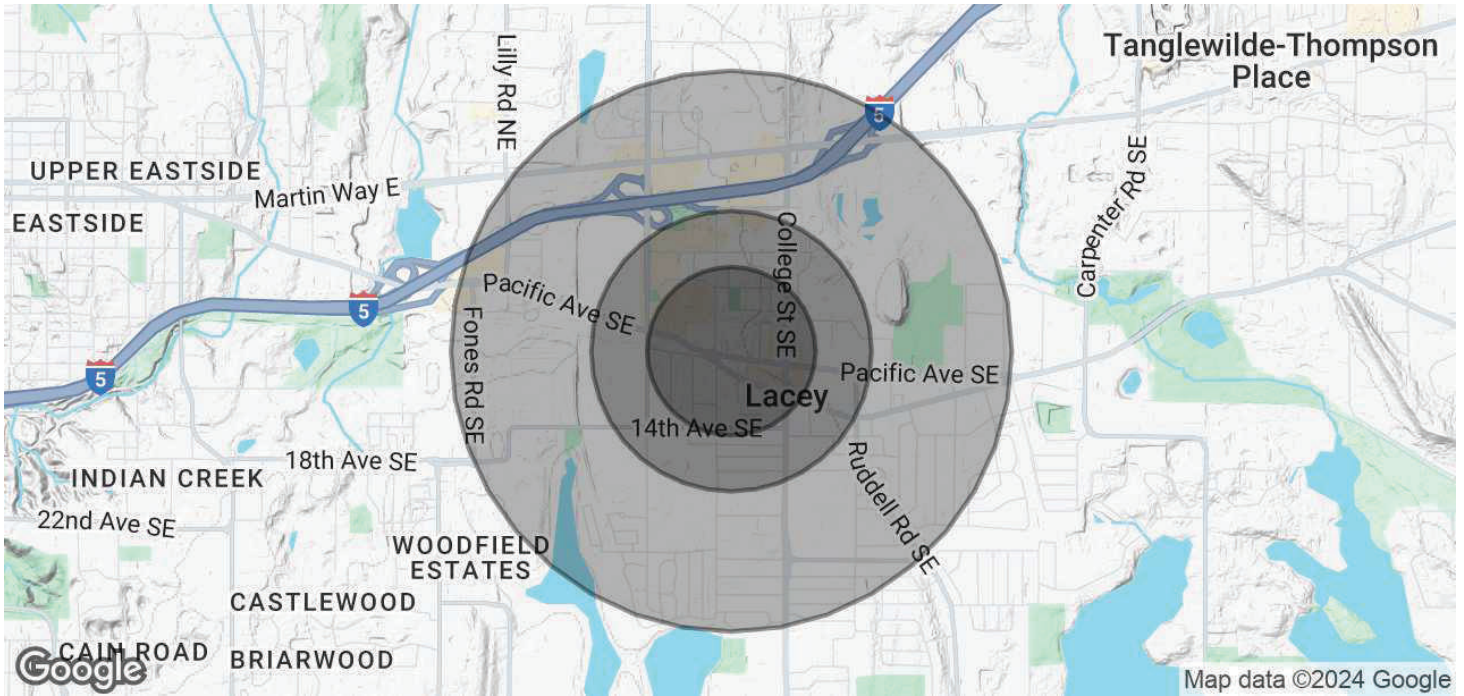 Tanglewilde-Thompson
Place
Lilly Rd NE
5
UPPER EASTSIDE
Martin Way E
EASTSIDE
College St SE
Carpenter Rd SE
Pacific Ave SE
5
Fones Rd SE
5
Pacific Ave SE
Lacey
14th Ave SE
18th Ave SE
Ruddell Rd SE
INDIAN CREEK
22nd Ave SE
WOODFIELD
ESTATES
CASTLEWOOD
CAIN ROAD
BRIARWOOD
Google
Map data ©2024 Google